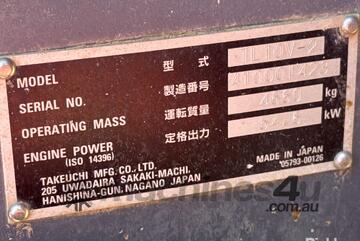 MODEL 型式 TL10V-2
SERIAL NO. 製造番号
OPERATING MASS 運転質量 kg
ENGINE POWER 定格出力 kW
(ISO 14396)
TAKEUCHI MFG. CO., LTD.
205 UWADAIRA SAKAKI-MACHI.
HANISHINA-GUN. NAGANO JAPAN
MADE IN JAPAN
05793-00126
machines4u